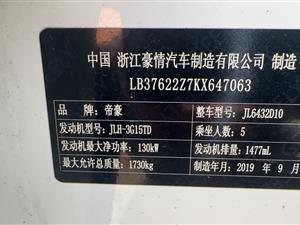 中国 浙江豪情汽车制造有限公司 制造
LB37622Z7KX647063
品牌: 帝豪 整车型号: JL6432D10
发动机型号: JLH-3G15TD 乘坐人数: 5
发动机最大净功率: 130kW 发动机排量: 1477mL
最大允许总质量: 1730kg 制造年月: 2019 年 9 月